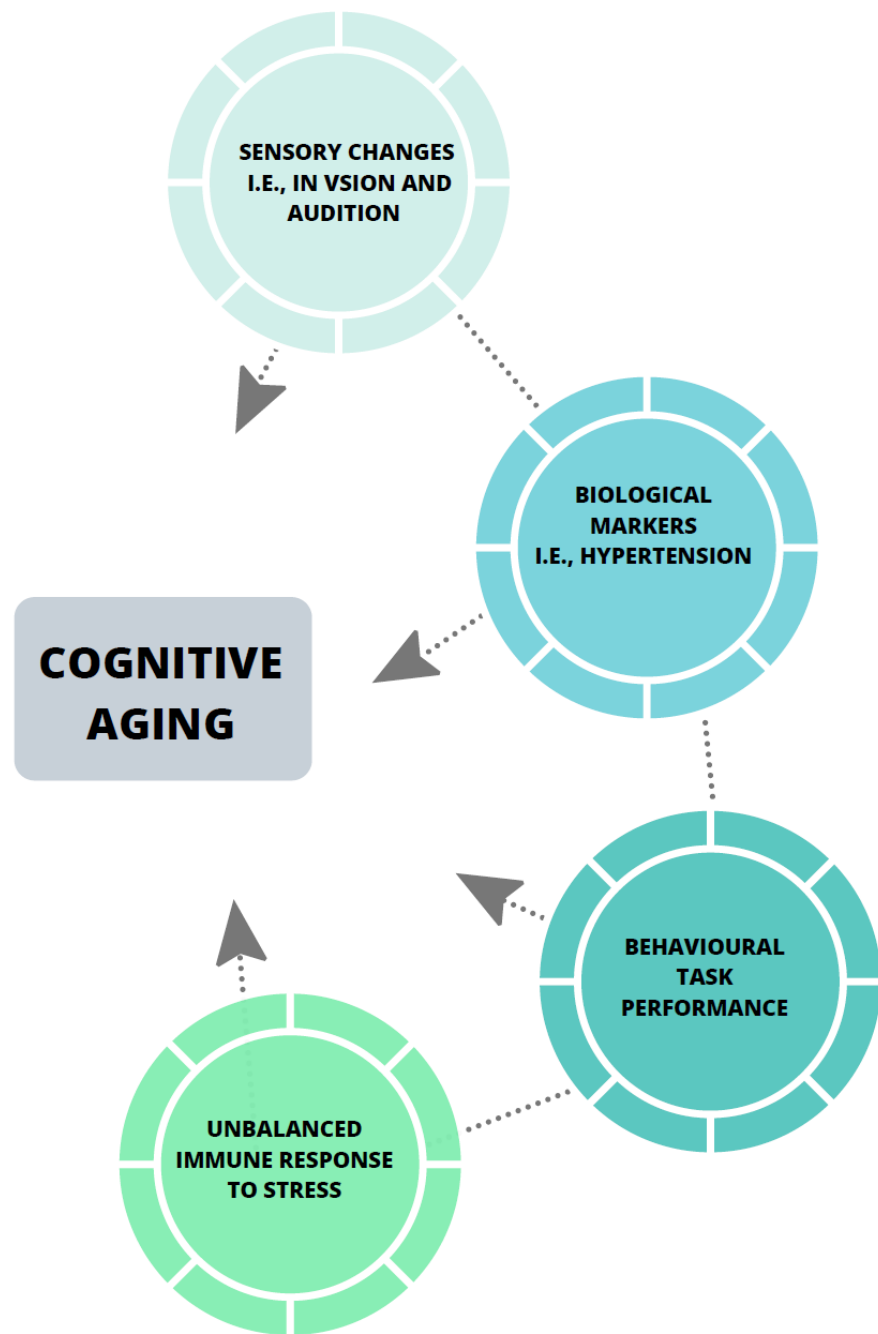 SENSORY CHANGES
I.E., IN VSION AND
AUDITION
BIOLOGICAL
MARKERS
I.E., HYPERTENSION
COGNITIVE
AGING
BEHAVIOURAL
TASK
PERFORMANCE
UNBALANCED
IMMUNE RESPONSE
TO STRESS